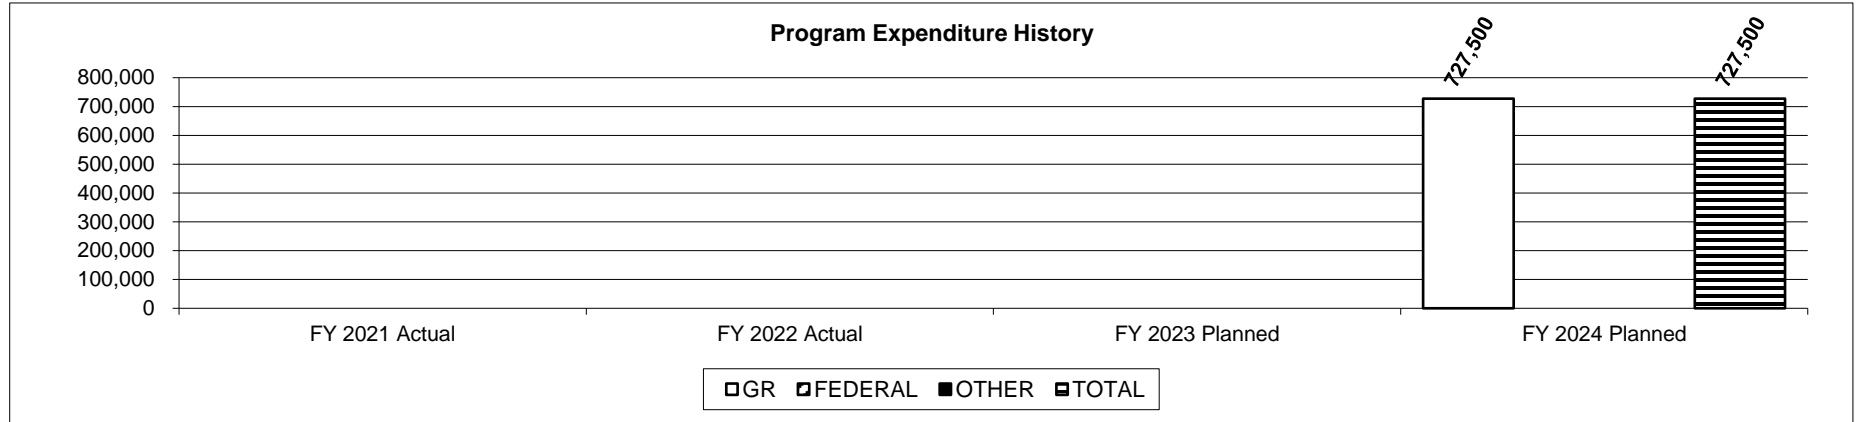 Program Expenditure History
727,500
727,500
800,000
700,000
600,000
500,000
400,000
300,000
200,000
100,000
0
FY 2021 Actual
FY 2022 Actual
FY 2023 Planned
FY 2024 Planned
GR
FEDERAL
OTHER
TOTAL